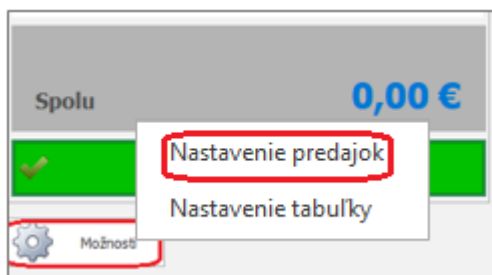 Spolu 0,00 €
Nastavenie predajok
Nastavenie tabuľky
Možnosti